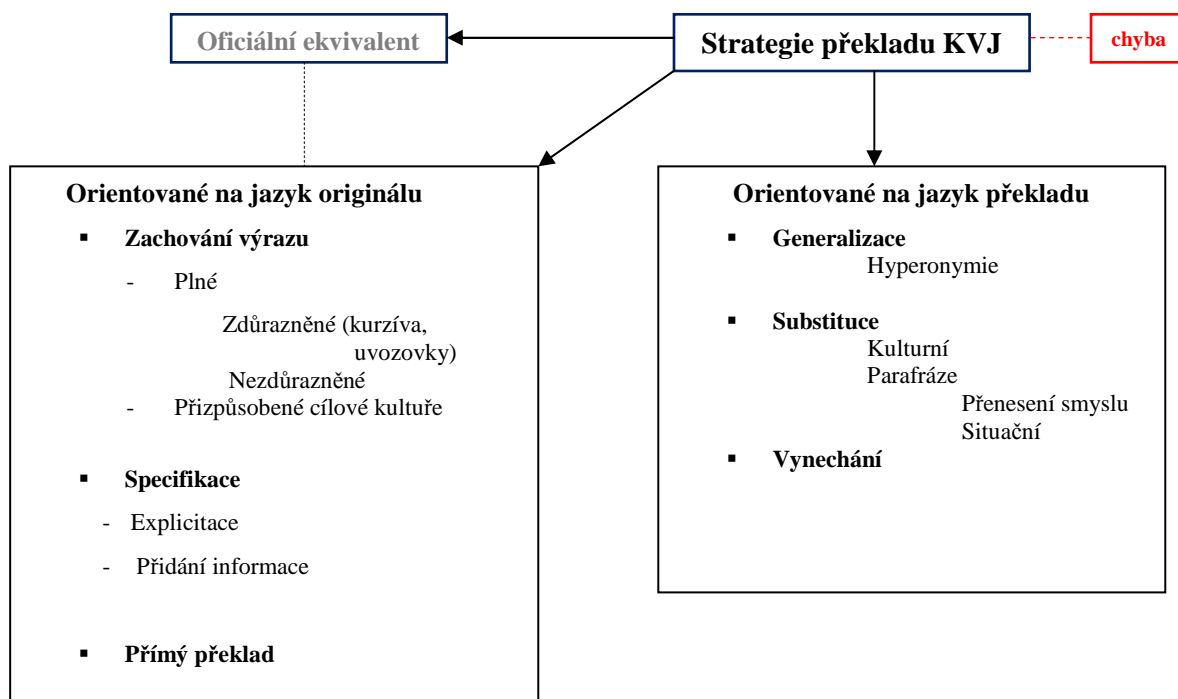 Oficiální ekvivalent
Strategie překladu KVJ
chyba
Orientované na jazyk originálu
▪ Zachování výrazu
- Plné
Zdůrazněné (kurzíva,
uvozovky)
Nezdůrazněné
- Přizpůsobené cílové kultuře
▪ Specifikace
- Explicitace
- Přidání informace
▪ Přímý překlad
Orientované na jazyk překladu
▪ Generalizace
Hyperonymie
▪ Substituce
Kulturní
Parafráze
Přenesení smyslu
Situační
▪ Vynechání